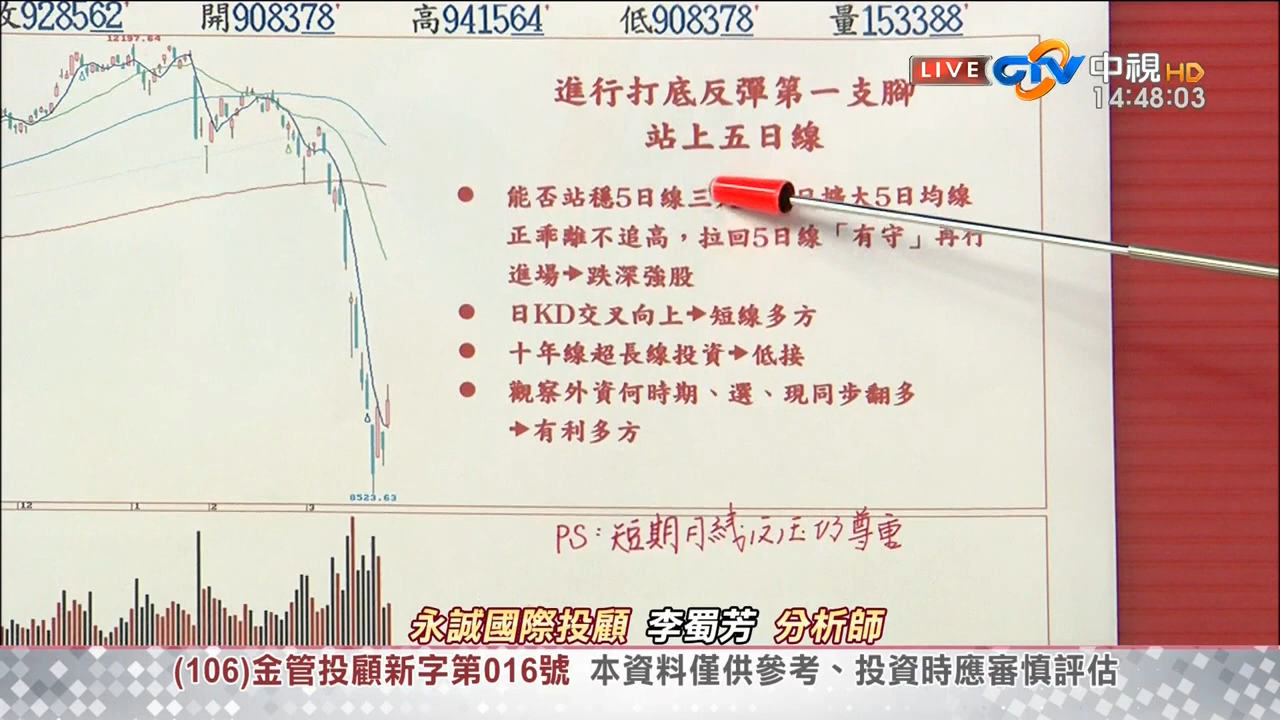 收928562 開908378 高941564 低908378 量153388
LIVE CTV 中視HD
14:48:03
12197.64
進行打底反彈第一支腳
站上五日線
能否站穩5日線三 日擴大5日均線
正乖離不追高,拉回5日線「有守」再行
進場➔跌深強股
日KD交叉向上➔短線多方
十年線超長線投資➔低接
觀察外資何時期、選、現同步翻多
➔有利多方
8523.63
12 1 2 3
PS:短期月線反压仍尊重
永誠國際投顧 李蜀芳 分析師
(106)金管投顧新字第016號 本資料僅供參考、投資時應審慎評估